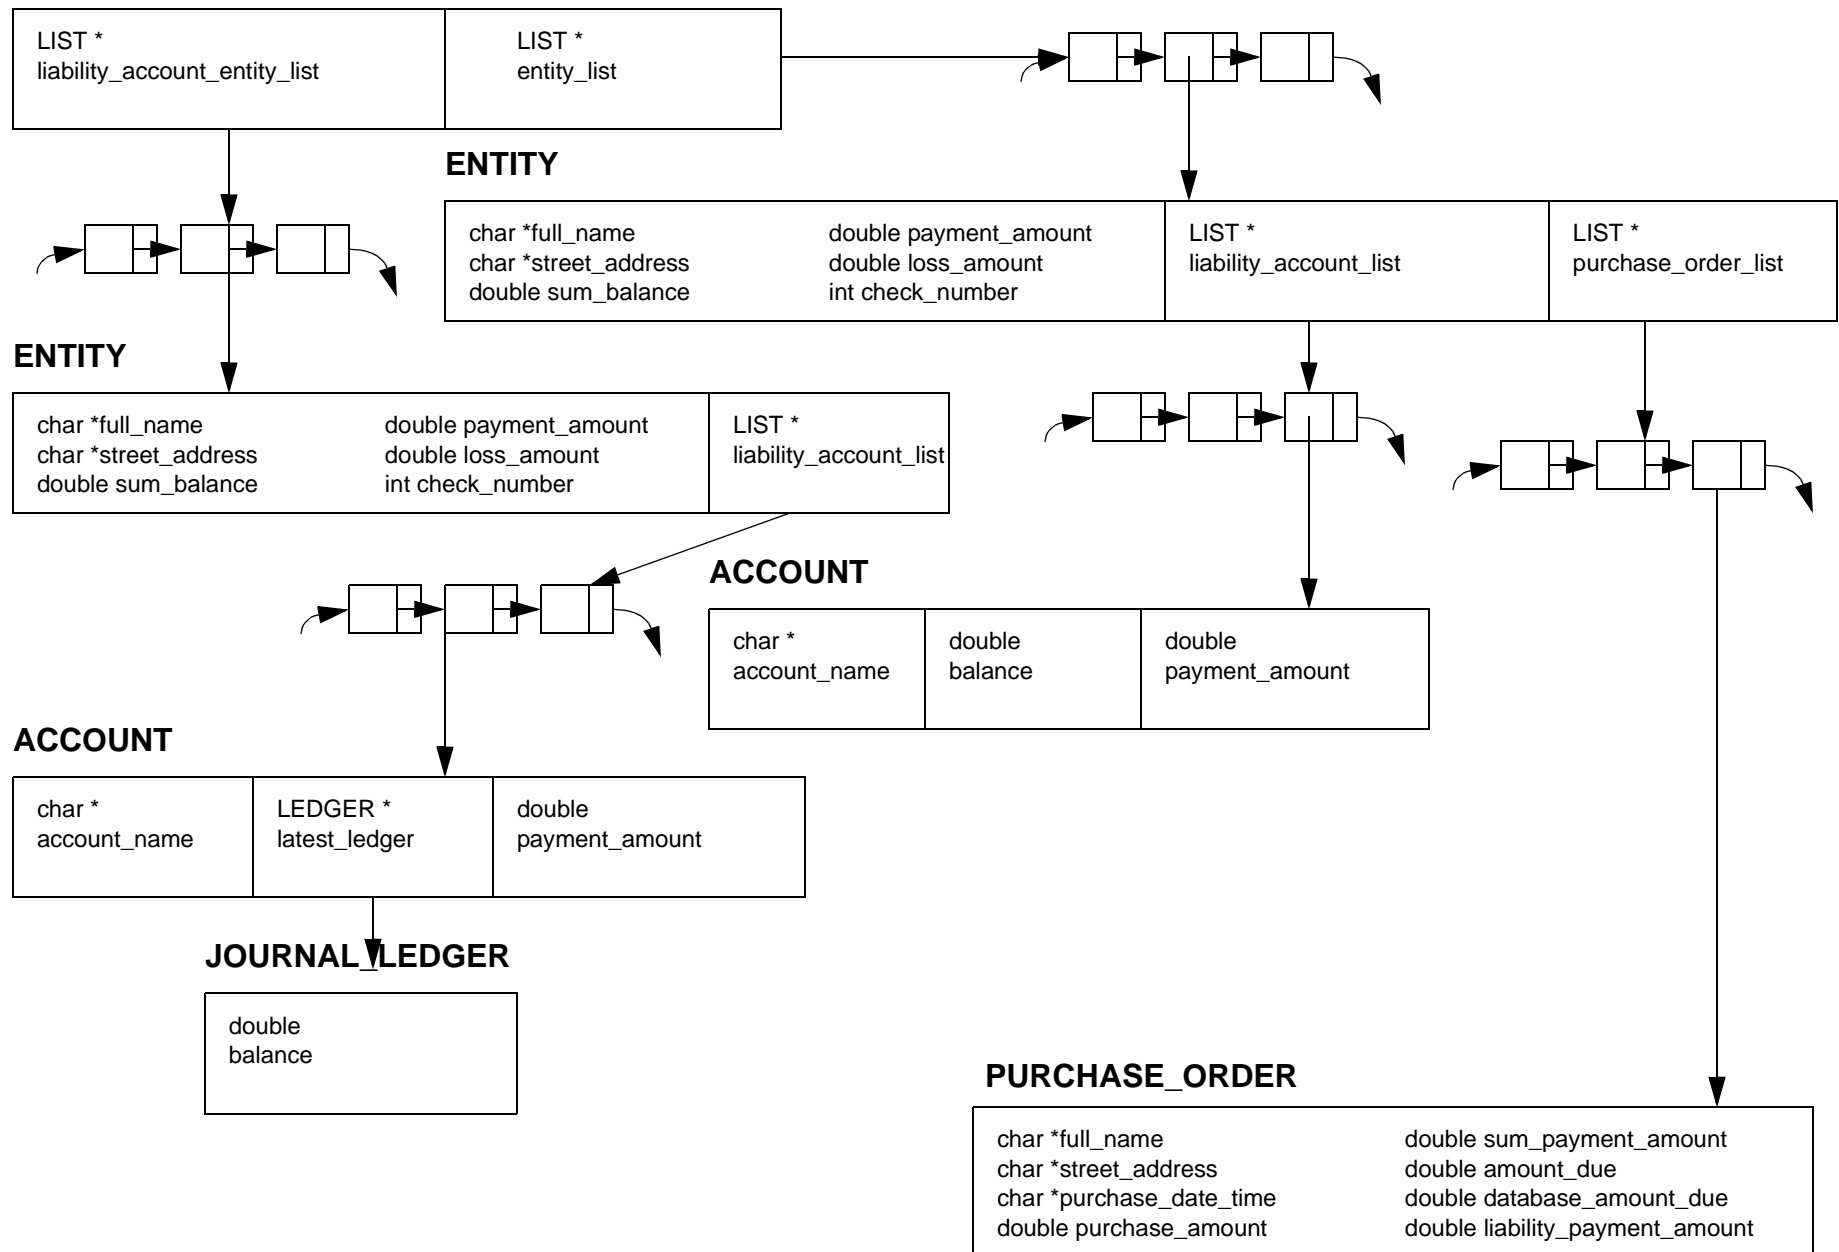 LIST *
liability_account_entity_list
LIST *
entity_list
ENTITY
char *full_name
char *street_address
double sum_balance
double payment_amount
double loss_amount
int check_number
LIST *
liability_account_list
LIST *
purchase_order_list
ENTITY
char *full_name
char *street_address
double sum_balance
double payment_amount
double loss_amount
int check_number
LIST *
liability_account_list
ACCOUNT
char *
account_name
double
balance
double
payment_amount
ACCOUNT
char *
account_name
LEDGER *
latest_ledger
double
payment_amount
JOURNAL_LEDGER
double
balance
PURCHASE_ORDER
char *full_name
char *street_address
char *purchase_date_time
double purchase_amount
double sum_payment_amount
double amount_due
double database_amount_due
double liability_payment_amount